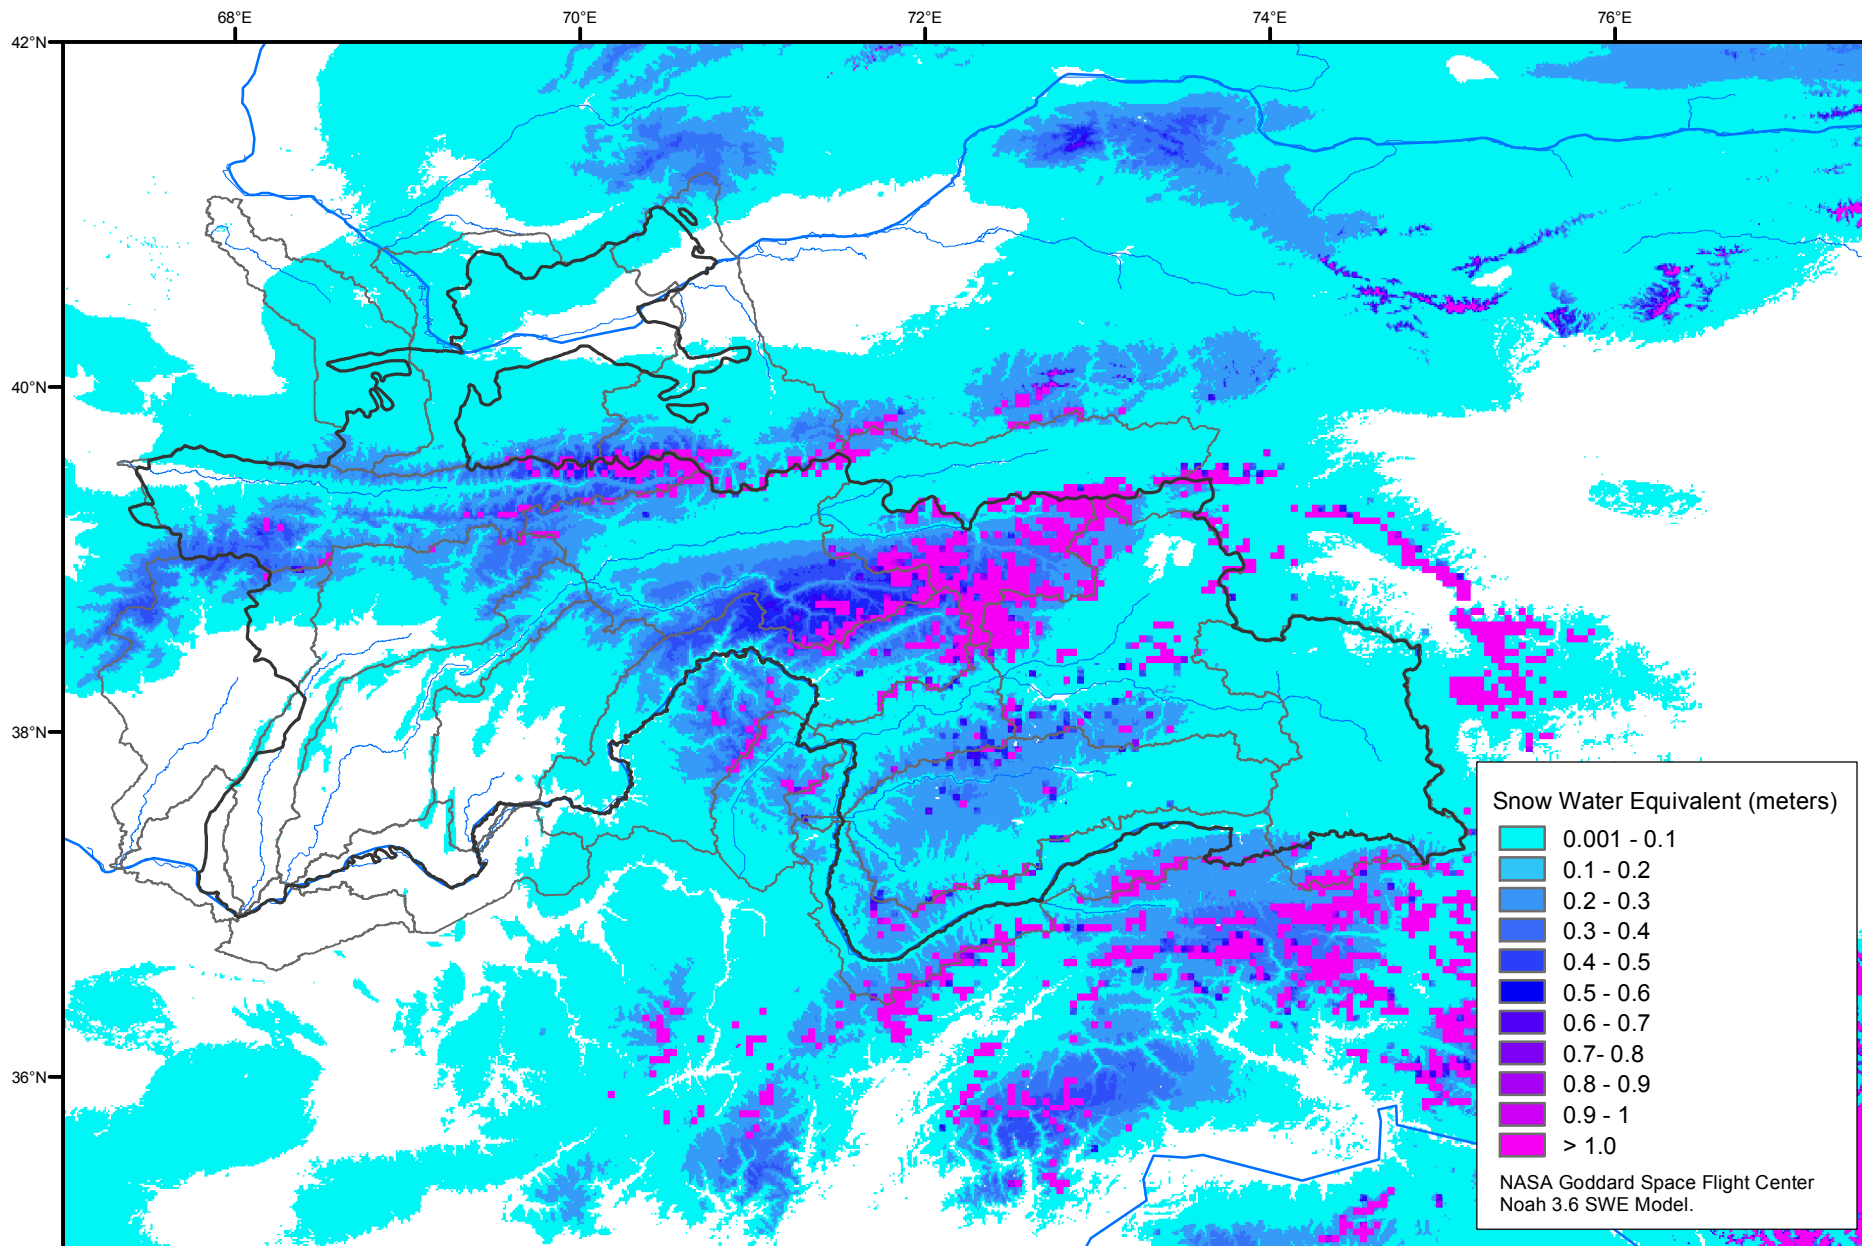 68°E
70°E
72°E
74°E
76°E
42°N
40°N
38°N
36°N
Snow Water Equivalent (meters)
0.001 - 0.1
0.1 - 0.2
0.2 - 0.3
0.3 - 0.4
0.4 - 0.5
0.5 - 0.6
0.6 - 0.7
0.7- 0.8
0.8 - 0.9
0.9 - 1
> 1.0
NASA Goddard Space Flight Center
Noah 3.6 SWE Model.